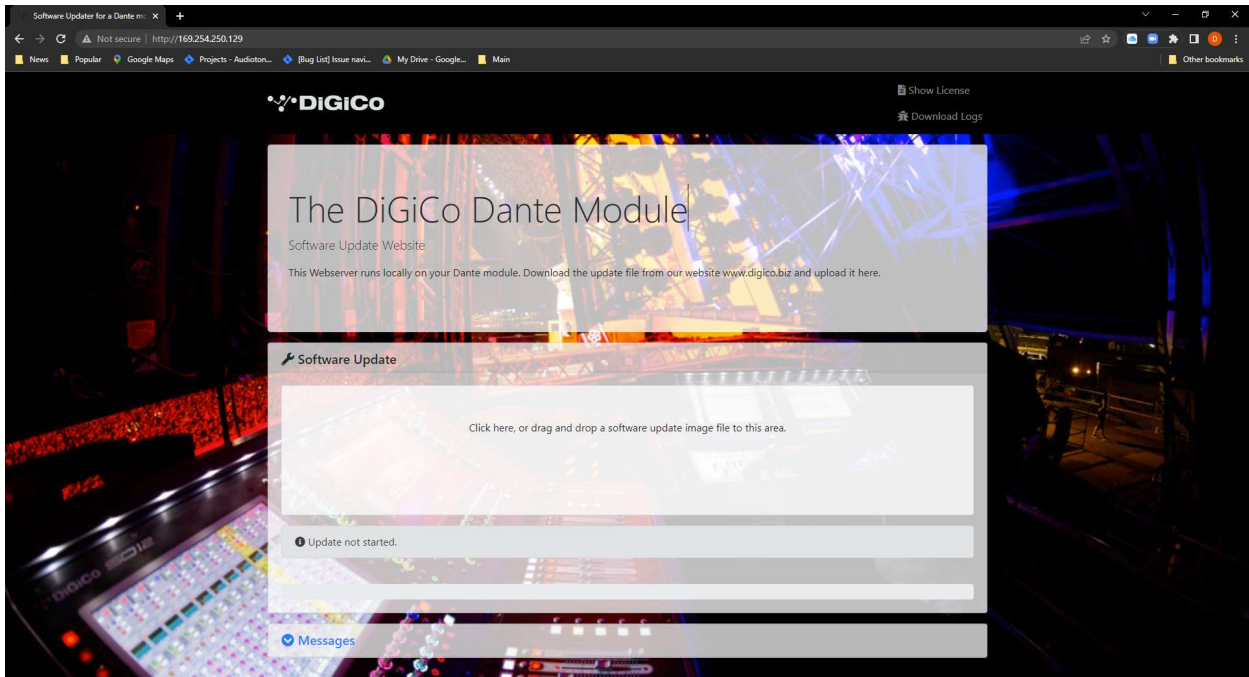 Software Updater for a Dante m
Not secure | http://169.254.250.129
News Popular Google Maps Projects - Audioton... [Bug List] Issue navi... My Drive - Google... Main Other bookmarks
DiGiCo
Show License
Download Logs
The DiGiCo Dante Module
Software Update Website
This Webserver runs locally on your Dante module. Download the update file from our website www.digico.biz and upload it here.
Software Update
Click here, or drag and drop a software update image file to this area.
Update not started.
Messages
DiGiCo SD12